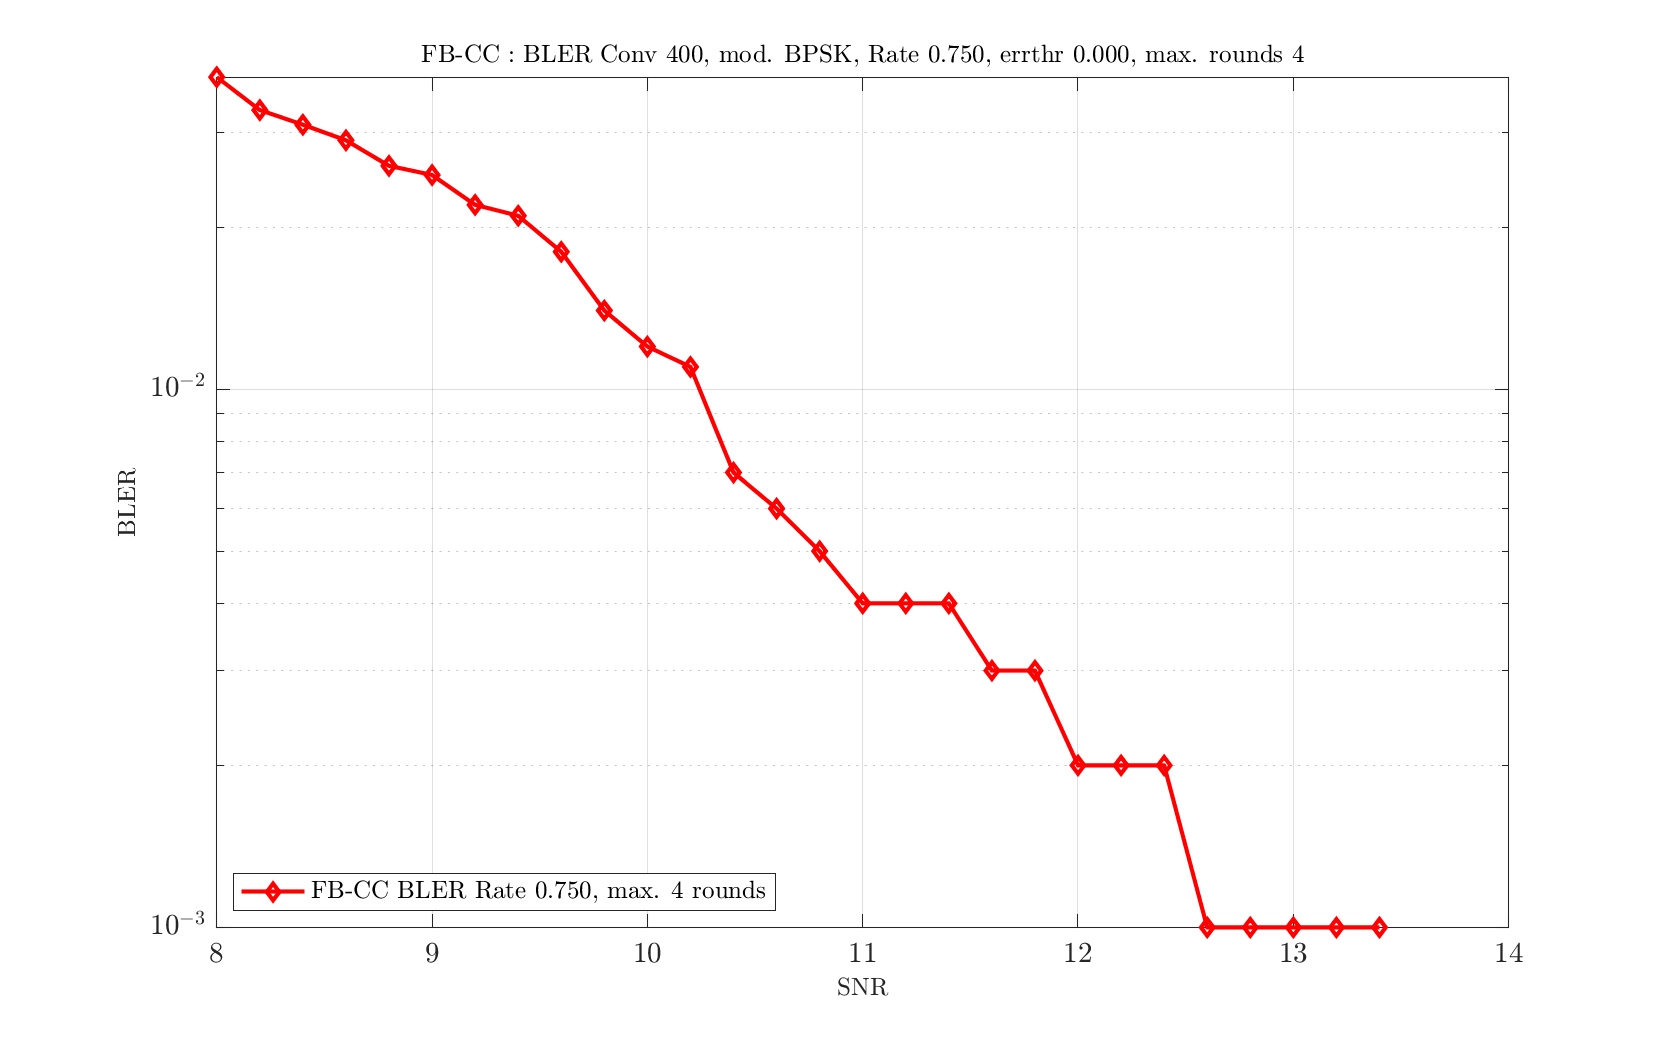 FB-CC : BLER Conv 400, mod. BPSK, Rate 0.750, errthr 0.000, max. rounds 4
10⁻²
BLER
FB-CC BLER Rate 0.750, max. 4 rounds
10⁻³
8 9 10 11 12 13 14
SNR